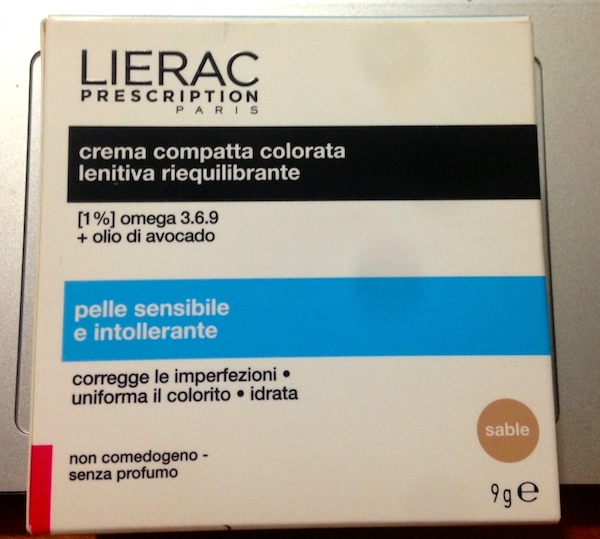 LIERAC
PRESCRIPTION
PARIS
crema compatta colorata
lenitiva riequilibrante
[1%] omega 3.6.9
+ olio di avocado
pelle sensibile
e intollerante
corregge le imperfezioni •
uniforma il colorito • idrata
sable
non comedogeno -
senza profumo
9g℮